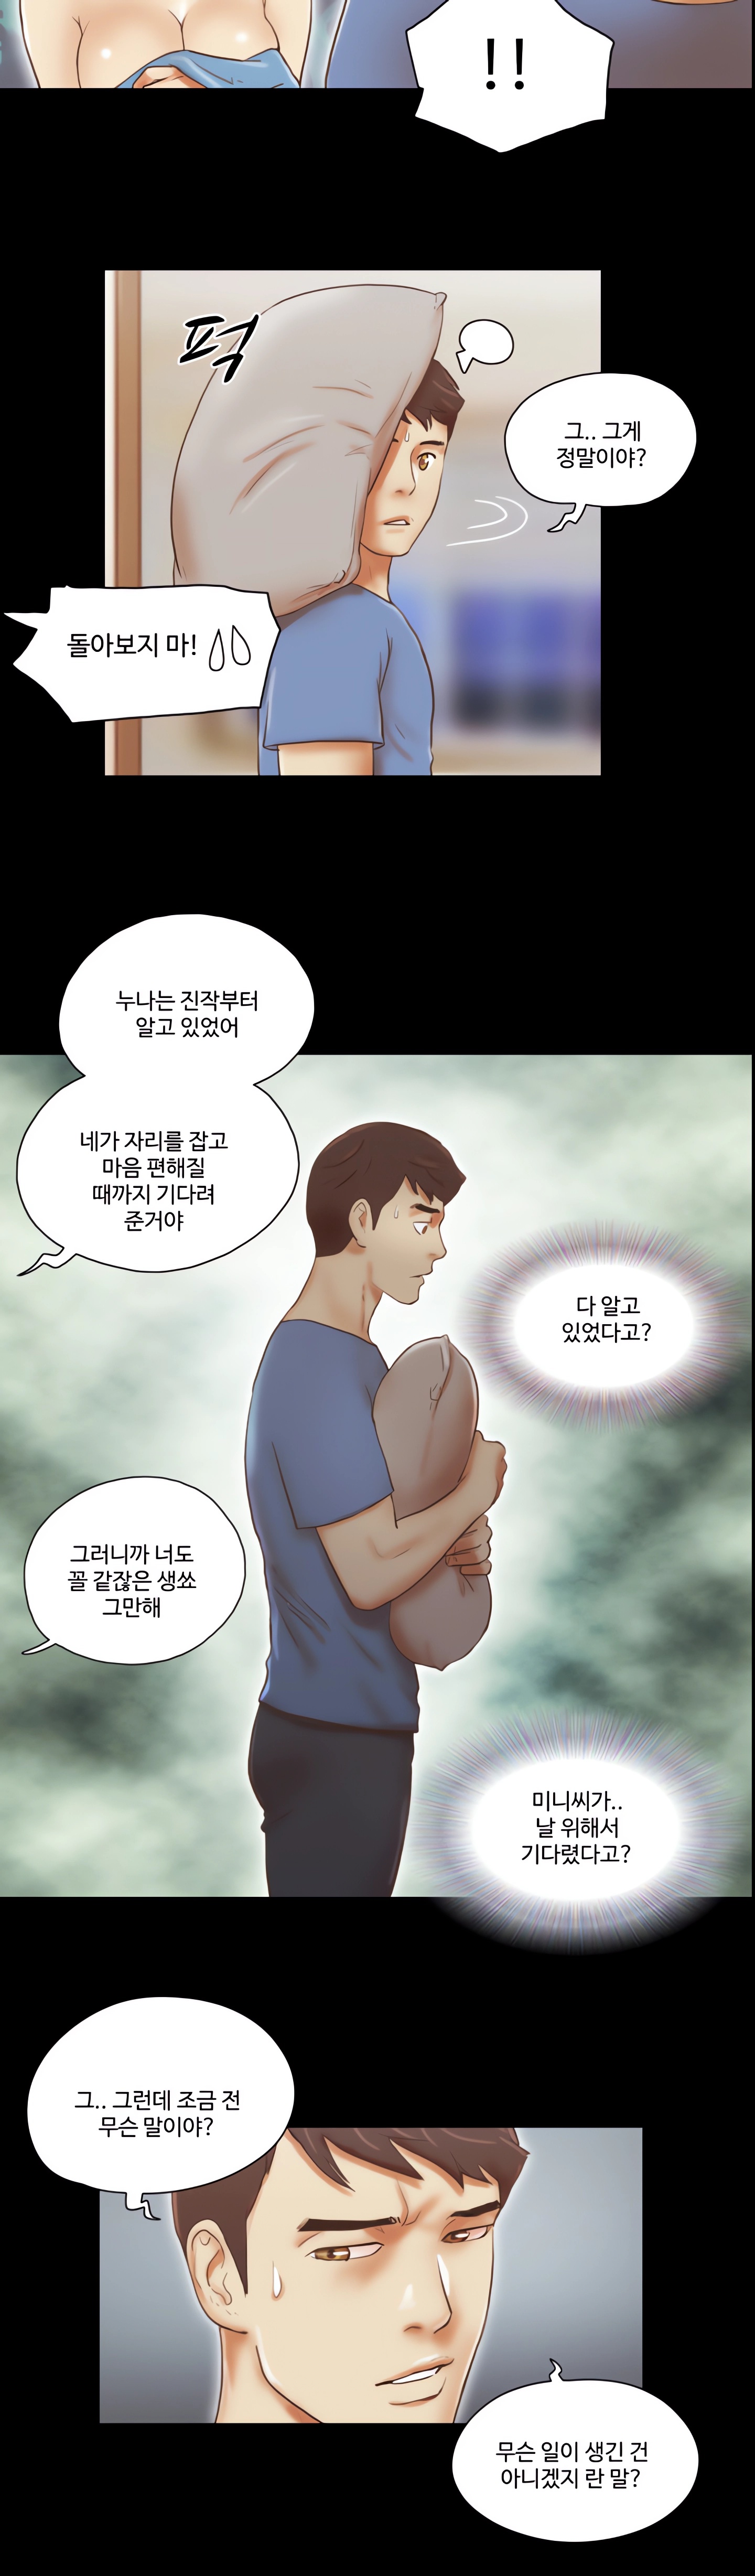 !!
퍽
그.. 그게
정말이야?
돌아보지 마!
누나는 진작부터
알고 있었어
네가 자리를 잡고
마음 편해질
때까지 기다려
준거야
다 알고
있었다고?
그러니까 너도
꼴 같잖은 생쑈
그만해
미니씨가..
날 위해서
기다렸다고?
그.. 그런데 조금 전
무슨 말이야?
무슨 일이 생긴 건
아니겠지 란 말?